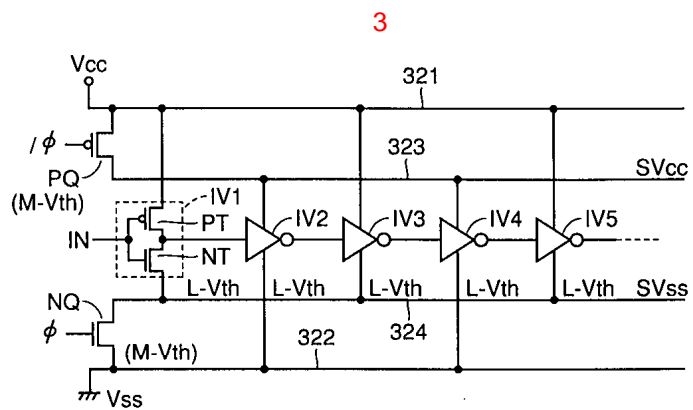 3
Vcc
321
/φ
323
SVcc
PQ
(M-Vth)
IV1
PT
IN
NT
IV2
IV3
IV4
IV5
L-Vth L-Vth L-Vth L-Vth L-Vth
SVss
NQ
324
φ
(M-Vth)
322
Vss